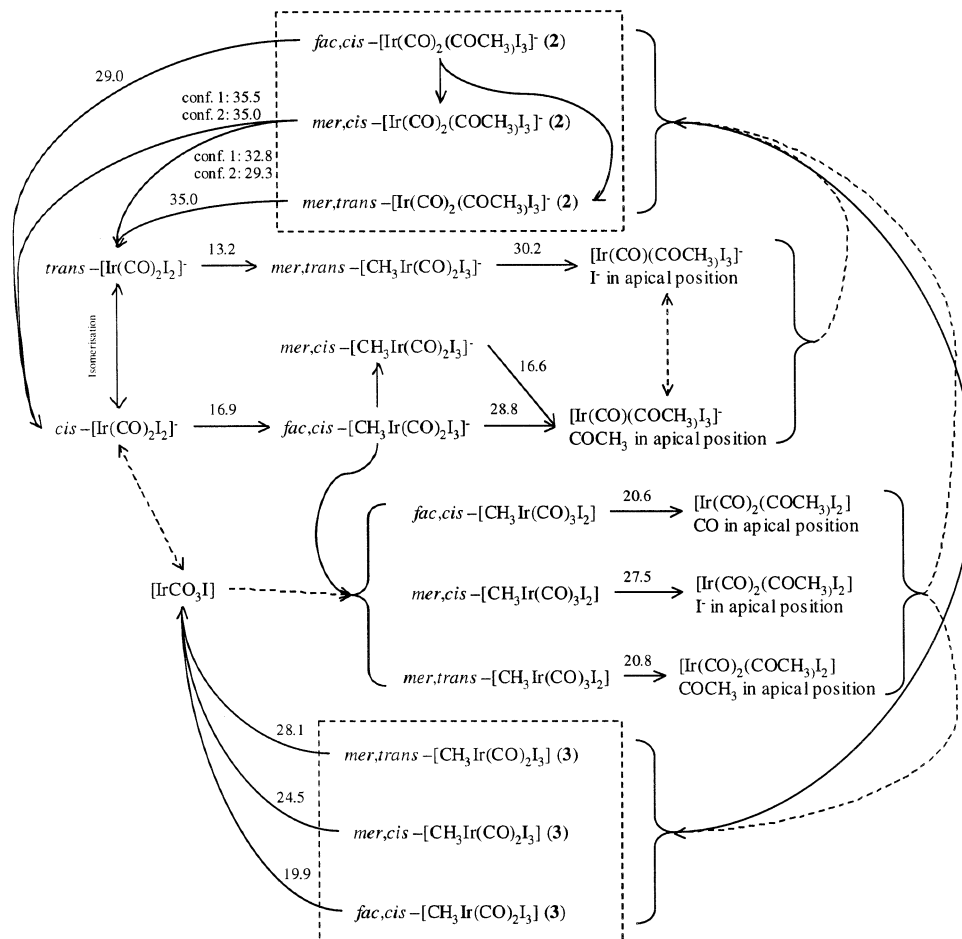 fac,cis–[Ir(CO)₂(COCH₃)I₃]⁻ (2)
29.0
conf. 1: 35.5
conf. 2: 35.0
mer,cis–[Ir(CO)₂(COCH₃)I₃]⁻ (2)
conf. 1: 32.8
conf. 2: 29.3
35.0
mer,trans–[Ir(CO)₂(COCH₃)I₃]⁻ (2)
trans–[Ir(CO)₂I₂]⁻
13.2
mer,trans–[CH₃Ir(CO)₂I₃]⁻
30.2
[Ir(CO)(COCH₃)I₃]⁻
I⁻ in apical position
Isomerisation
mer,cis–[CH₃Ir(CO)₂I₃]⁻
16.6
cis–[Ir(CO)₂I₂]⁻
16.9
fac,cis–[CH₃Ir(CO)₂I₃]⁻
28.8
[Ir(CO)(COCH₃)I₃]⁻
COCH₃ in apical position
fac,cis–[CH₃Ir(CO)₃I₂]
20.6
[Ir(CO)₂(COCH₃)I₂]
CO in apical position
[IrCO₃I]
mer,cis–[CH₃Ir(CO)₃I₂]
27.5
[Ir(CO)₂(COCH₃)I₂]
I⁻ in apical position
mer,trans–[CH₃Ir(CO)₃I₂]
20.8
[Ir(CO)₂(COCH₃)I₂]
COCH₃ in apical position
28.1
mer,trans–[CH₃Ir(CO)₂I₃] (3)
24.5
mer,cis–[CH₃Ir(CO)₂I₃] (3)
19.9
fac,cis–[CH₃Ir(CO)₂I₃] (3)